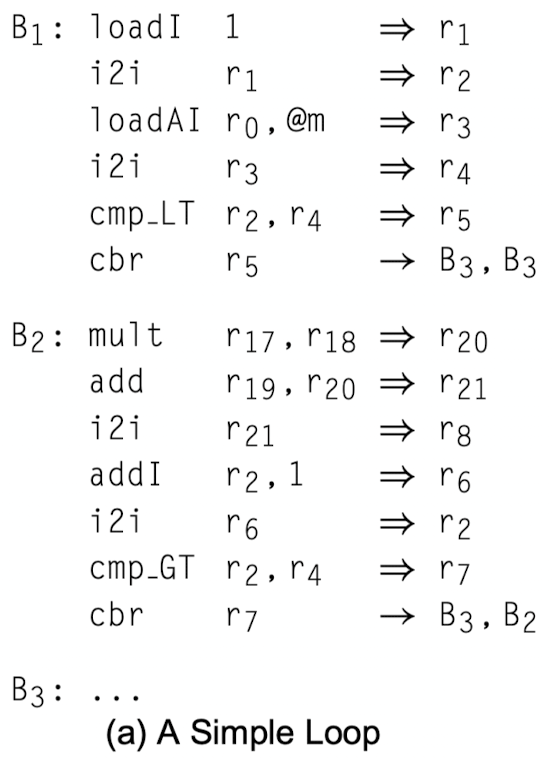 B₁: loadI 1 ⇒ r₁
i2i r₁ ⇒ r₂
loadAI r₀,@m ⇒ r₃
i2i r₃ ⇒ r₄
cmp_LT r₂,r₄ ⇒ r₅
cbr r₅ → B₃,B₃
B₂: mult r₁₇,r₁₈ ⇒ r₂₀
add r₁₉,r₂₀ ⇒ r₂₁
i2i r₂₁ ⇒ r₈
addI r₂,1 ⇒ r₆
i2i r₆ ⇒ r₂
cmp_GT r₂,r₄ ⇒ r₇
cbr r₇ → B₃,B₂
B₃: ...
(a) A Simple Loop